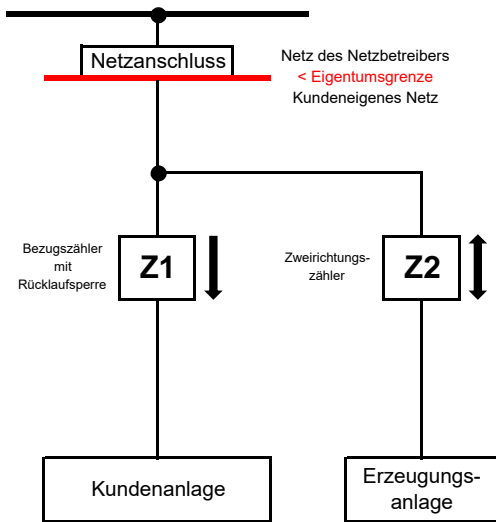 Netzanschluss
Netz des Netzbetreibers
< Eigentumsgrenze
Kundeneigenes Netz
Bezugszähler
mit
Rücklaufsperre
Z1
Zweirichtungs-
zähler
Z2
Kundenanlage
Erzeugungs-
anlage